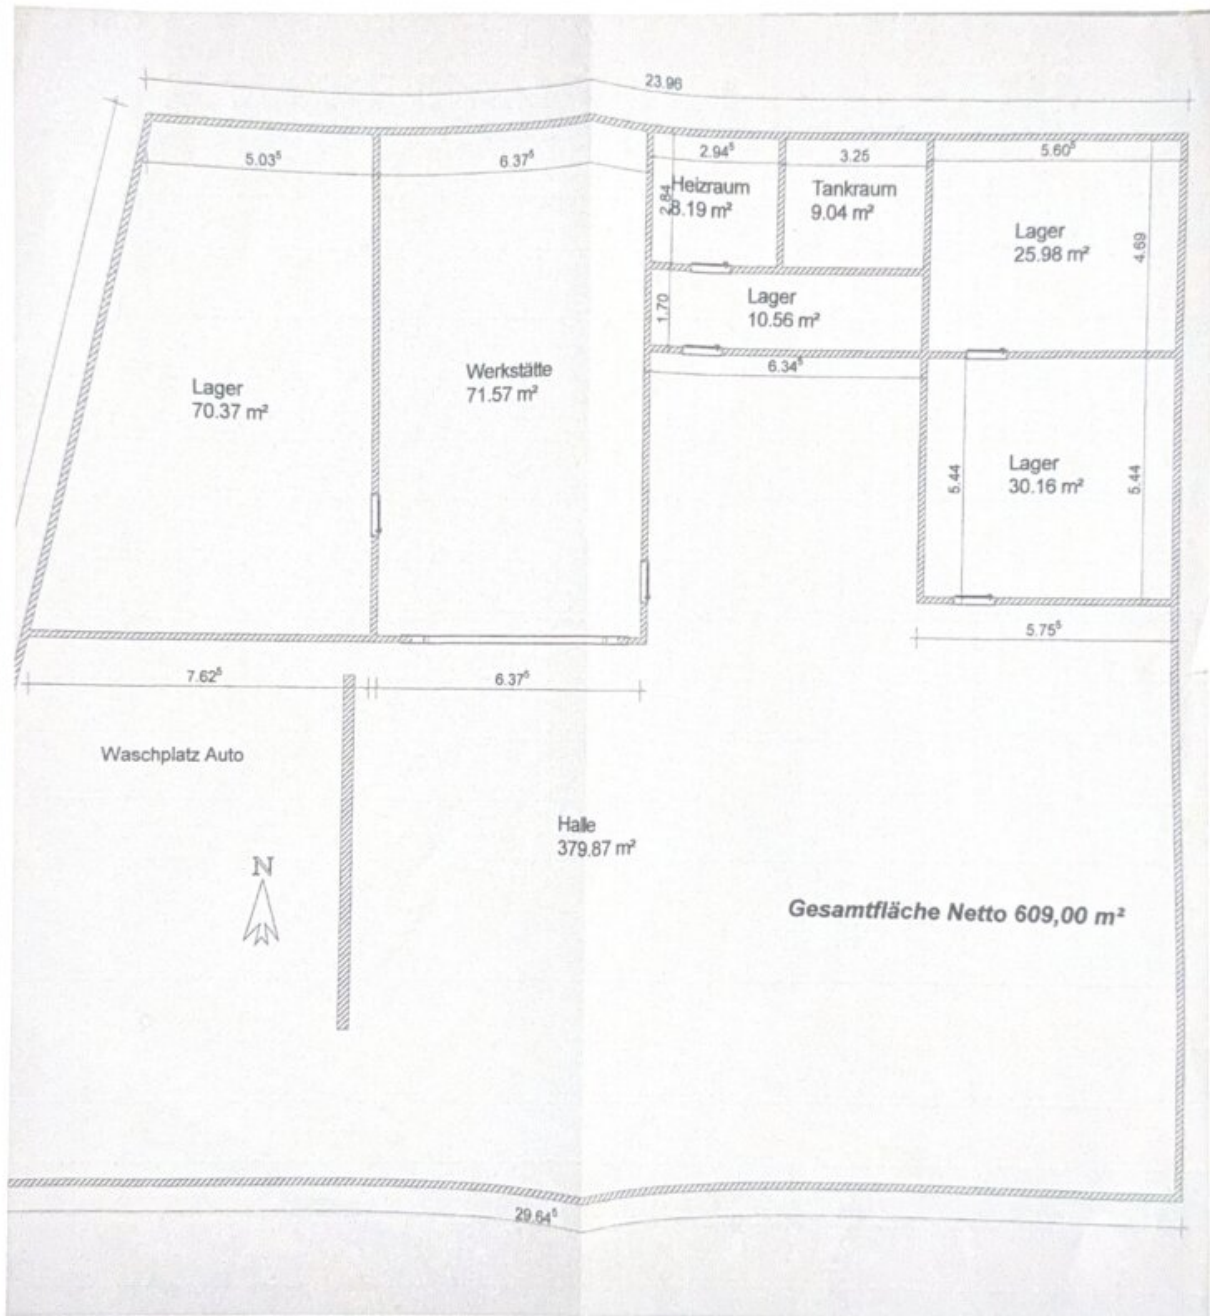 23.96
5.03⁵
6.37⁵
2.94⁵
3.25
5.60⁵
Heizraum
8.19 m²
2.84
Tankraum
9.04 m²
Lager
25.98 m²
4.69
Lager
10.56 m²
1.70
6.34⁵
Lager
70.37 m²
Werkstätte
71.57 m²
Lager
30.16 m²
5.44
5.44
5.75⁵
7.62⁵
6.37⁵
Waschplatz Auto
Halle
379.87 m²
N
Gesamtfläche Netto 609,00 m²
29.64⁵